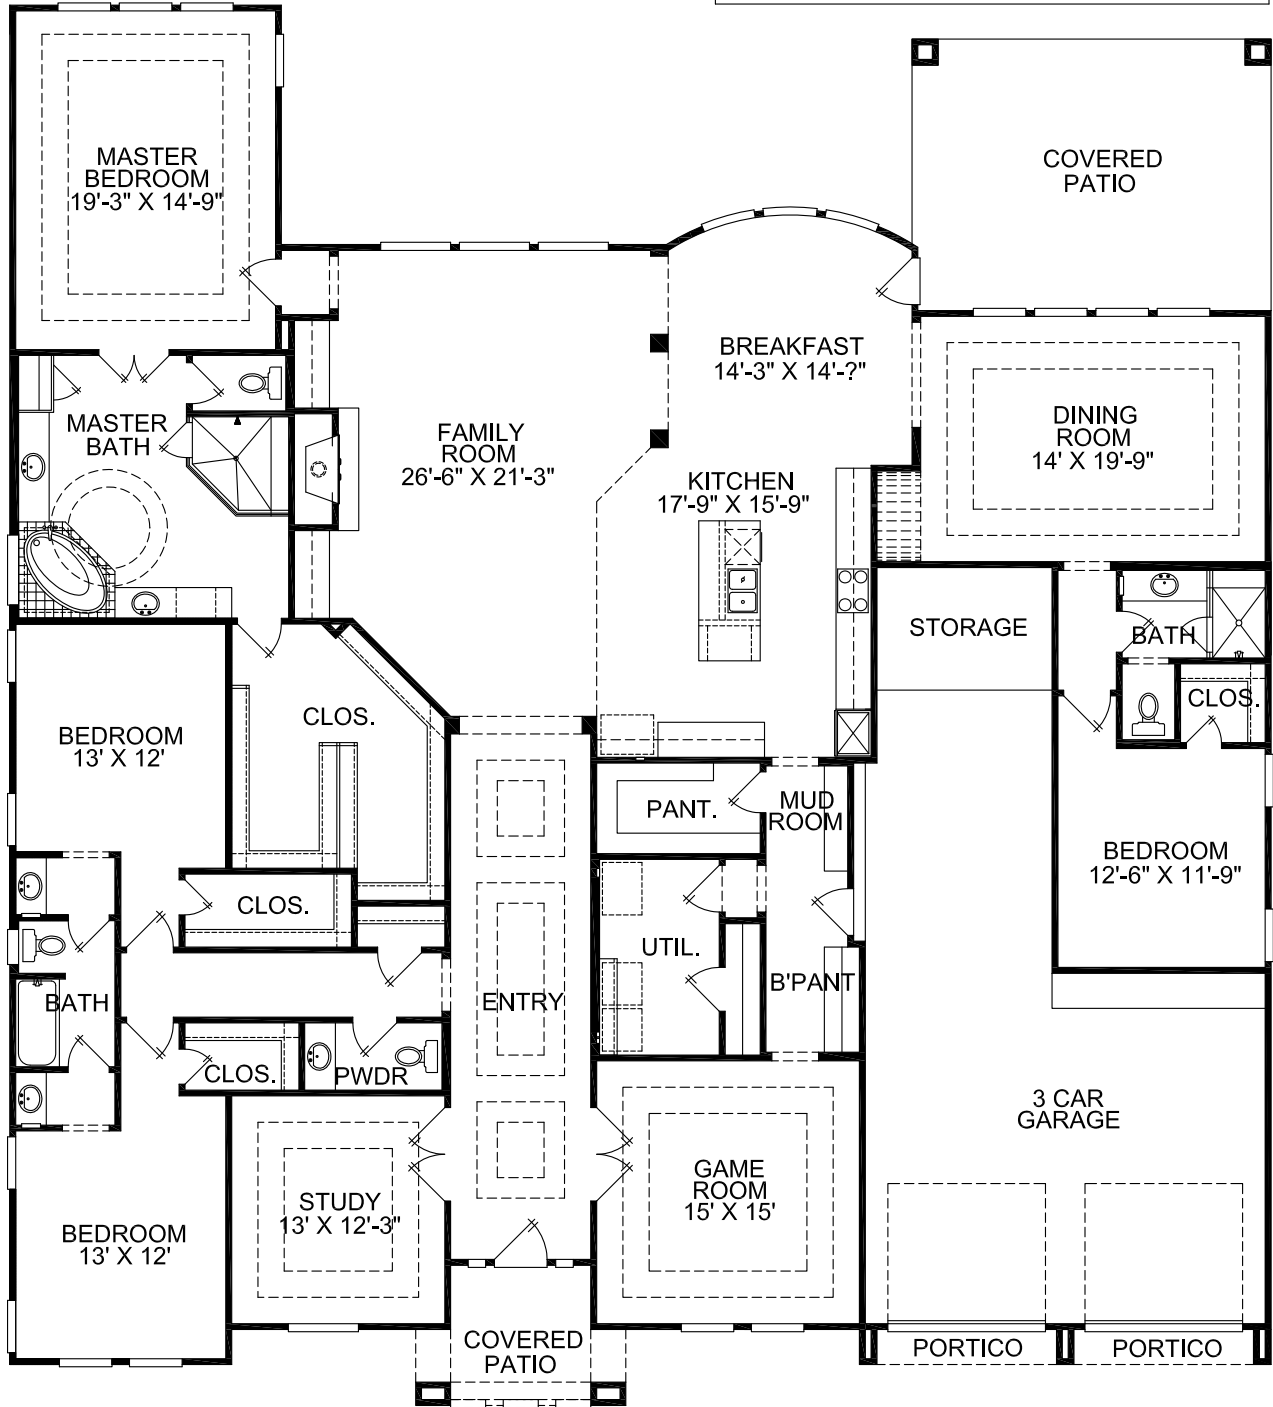 MASTER
BEDROOM
19'-3" X 14'-9"
COVERED
PATIO
BREAKFAST
14'-3" X 14'-?"
MASTER
BATH
FAMILY
ROOM
26'-6" X 21'-3"
DINING
ROOM
14' X 19'-9"
KITCHEN
17'-9" X 15'-9"
STORAGE
BATH
CLOS.
CLOS.
BEDROOM
13' X 12'
PANT.
MUD
ROOM
BEDROOM
12'-6" X 11'-9"
CLOS.
UTIL.
B'PANT
BATH
ENTRY
CLOS.
PWDR
3 CAR
GARAGE
GAME
ROOM
15' X 15'
STUDY
13' X 12'-3"
BEDROOM
13' X 12'
COVERED
PATIO
PORTICO
PORTICO